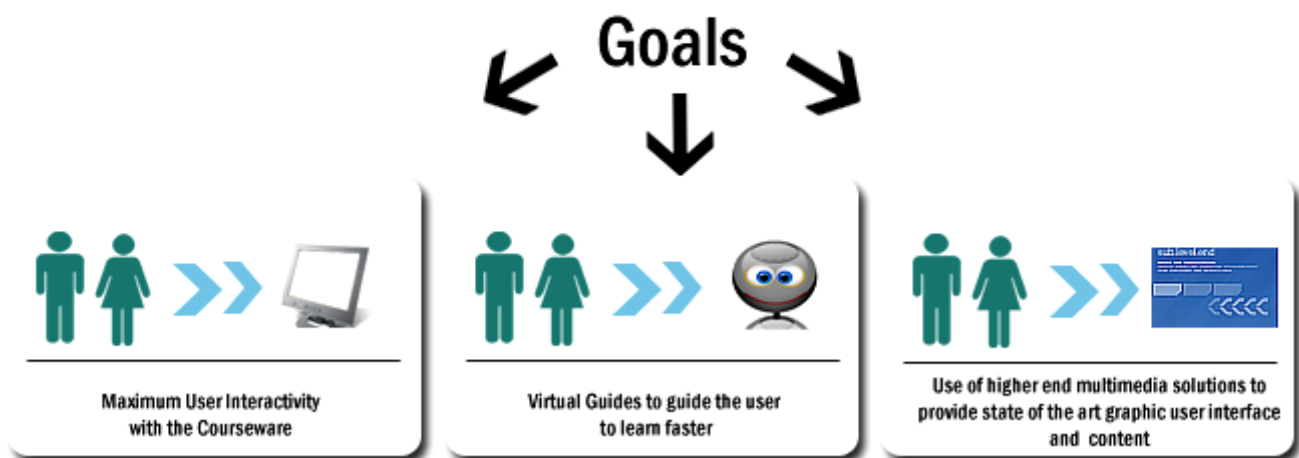 Goals
Maximum User Interactivity
with the Courseware
Virtual Guides to guide the user
to learn faster
sublevelend
Use of higher end multimedia solutions to
provide state of the art graphic user interface
and content